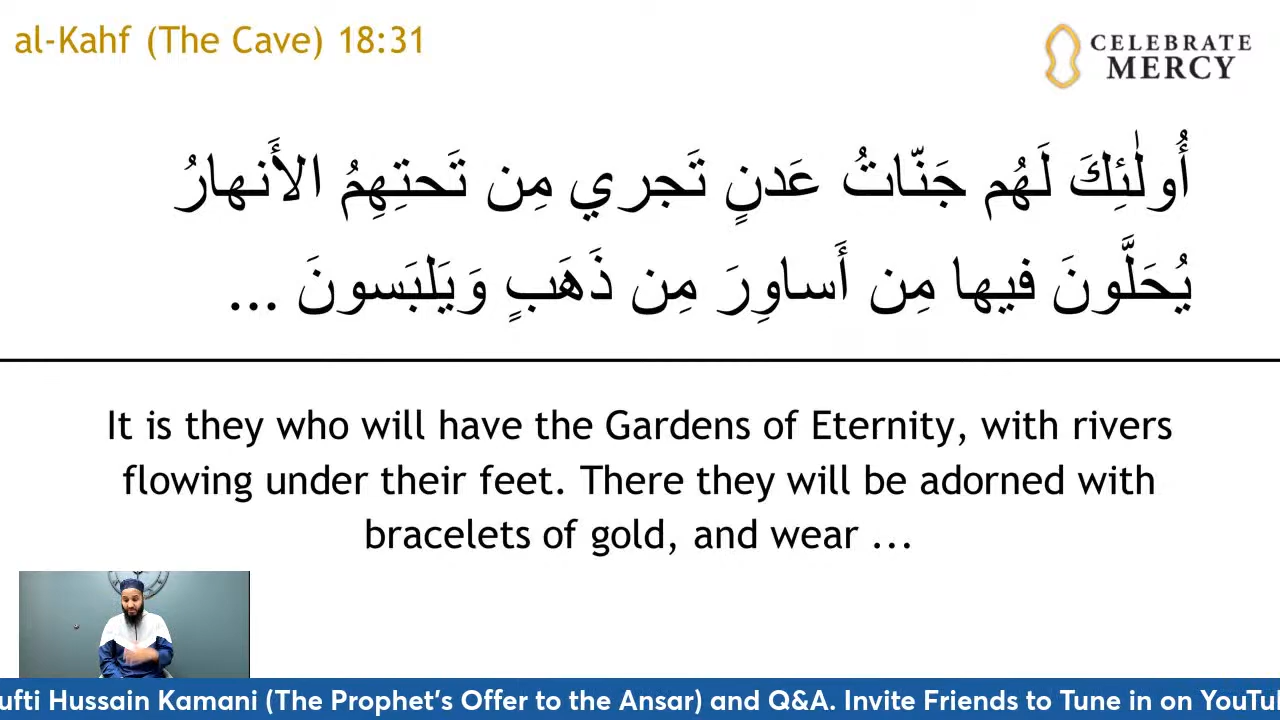 al-Kahf (The Cave) 18:31
CELEBRATE
MERCY
أُولٰئِكَ لَهُم جَنّاتُ عَدنٍ تَجري مِن تَحتِهِمُ الأَنهارُ
يُحَلَّونَ فيها مِن أَساوِرَ مِن ذَهَبٍ وَيَلبَسونَ ...
It is they who will have the Gardens of Eternity, with rivers
flowing under their feet. There they will be adorned with
bracelets of gold, and wear ...
ufti Hussain Kamani (The Prophet's Offer to the Ansar) and Q&A. Invite Friends to Tune in on YouTu